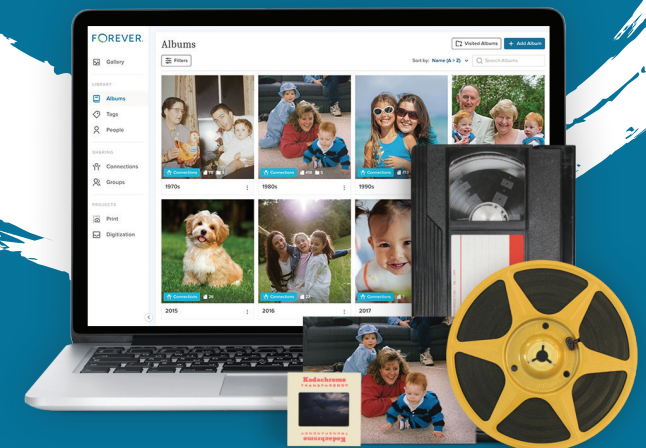 FOREVER.
Gallery
LIBRARY
Albums
Tags
People
SHARING
Connections
Groups
PROJECTS
Print
Digitization
Albums
Visited Albums
+ Add Album
Filters
Sort by: Name (A > Z)
Search Albums
Connections
Connections
Connections
1970s
1980s
1990s
Connections 26
Connections
Connections
2015
2016
2017
Kodachrome
TRANSPARENCY
TRANSPARENCY
Kodachrome